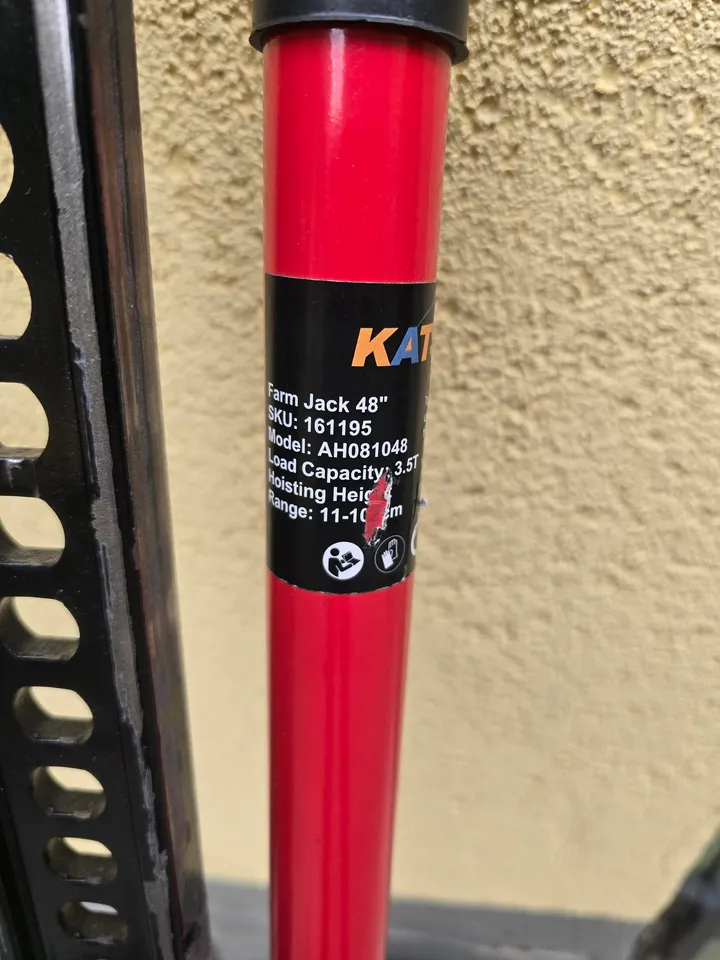 KAT
Farm Jack 48"
SKU: 161195
Model: AH081048
Load Capacity: 3.5T
Hoisting
Range: